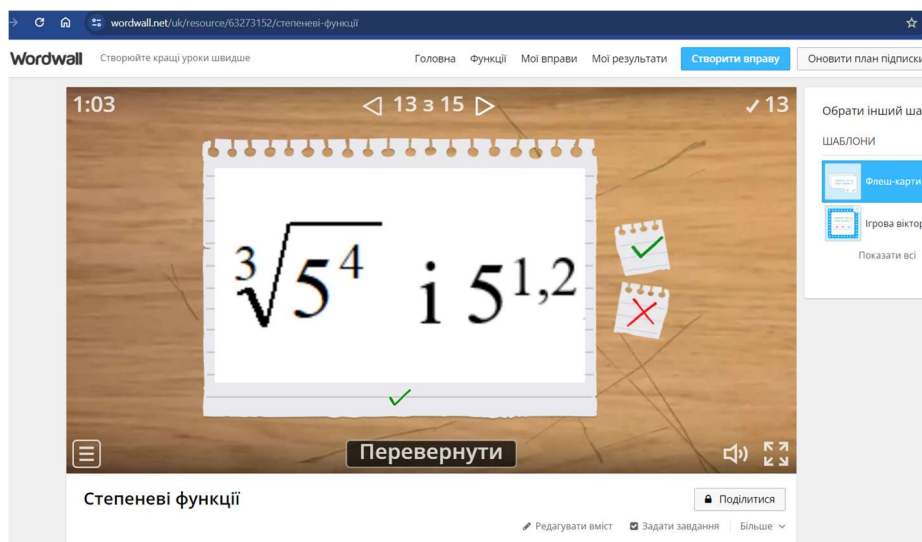 wordwall.net/uk/resource/63273152/степеневі-функції
Wordwall Створюйте кращі уроки швидше Головна Функції Мої вправи Мої результати Створити вправу Оновити план підписки
1:03 13 з 15 ✓ 13
Обрати інший ша
ШАБЛОНИ
Флеш-карти
Ігрова віктор
Показати всі
∛5⁴ і 5^1,2
Перевернути
Степеневі функції
Поділитися
Редагувати вміст Задати завдання Більше